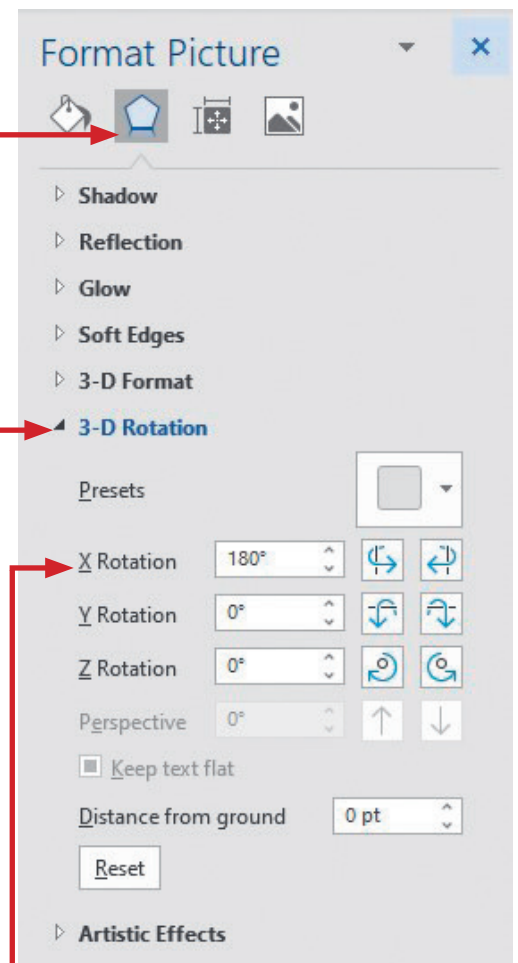 Format Picture
Shadow
Reflection
Glow
Soft Edges
3-D Format
3-D Rotation
Presets
X Rotation 180°
Y Rotation 0°
Z Rotation 0°
Perspective 0°
Keep text flat
Distance from ground 0 pt
Reset
Artistic Effects